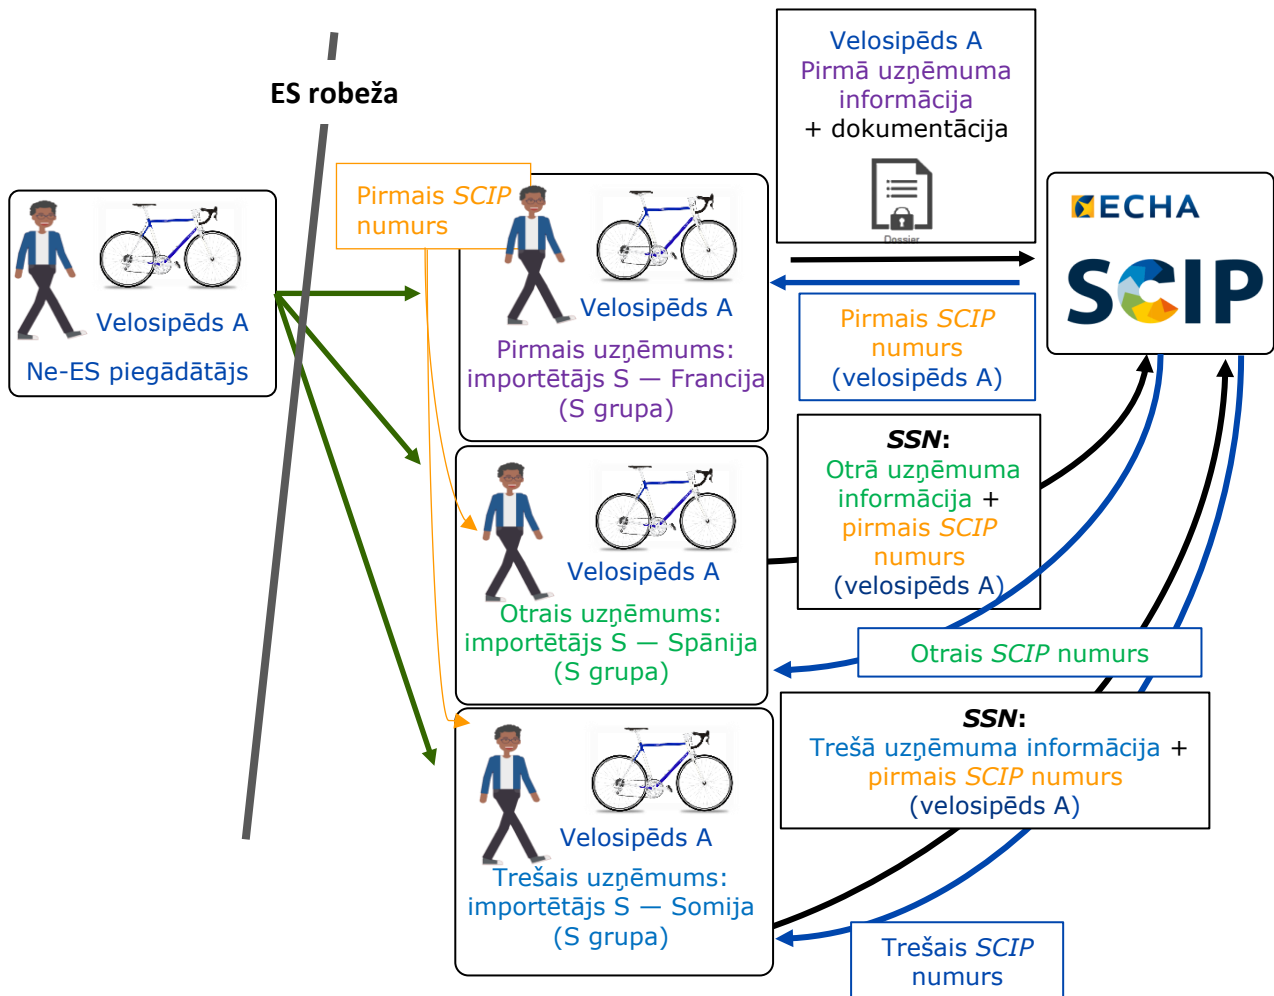 ES robeža
Velosipēds A
Ne-ES piegādātājs
Pirmais SCIP
numurs
Velosipēds A
Pirmais uzņēmums:
importētājs S — Francija
(S grupa)
Velosipēds A
Otrais uzņēmums:
importētājs S — Spānija
(S grupa)
Velosipēds A
Trešais uzņēmums:
importētājs S — Somija
(S grupa)
Velosipēds A
Pirmā uzņēmuma
informācija
+ dokumentācija
Dossier
ECHA
SCIP
Pirmais SCIP
numurs
(velosipēds A)
SSN:
Otrā uzņēmuma
informācija +
pirmais SCIP
numurs
(velosipēds A)
Otrais SCIP numurs
SSN:
Trešā uzņēmuma informācija +
pirmais SCIP numurs
(velosipēds A)
Trešais SCIP
numurs